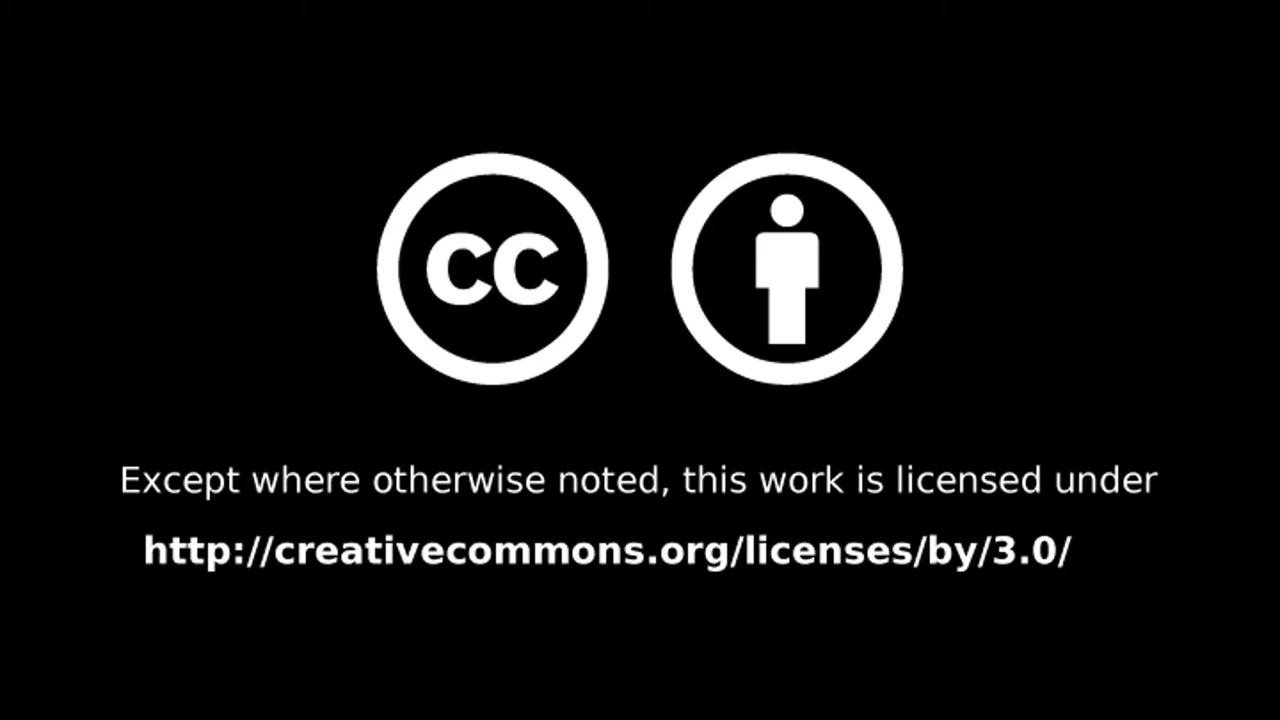 cc
Except where otherwise noted, this work is licensed under
http://creativecommons.org/licenses/by/3.0/